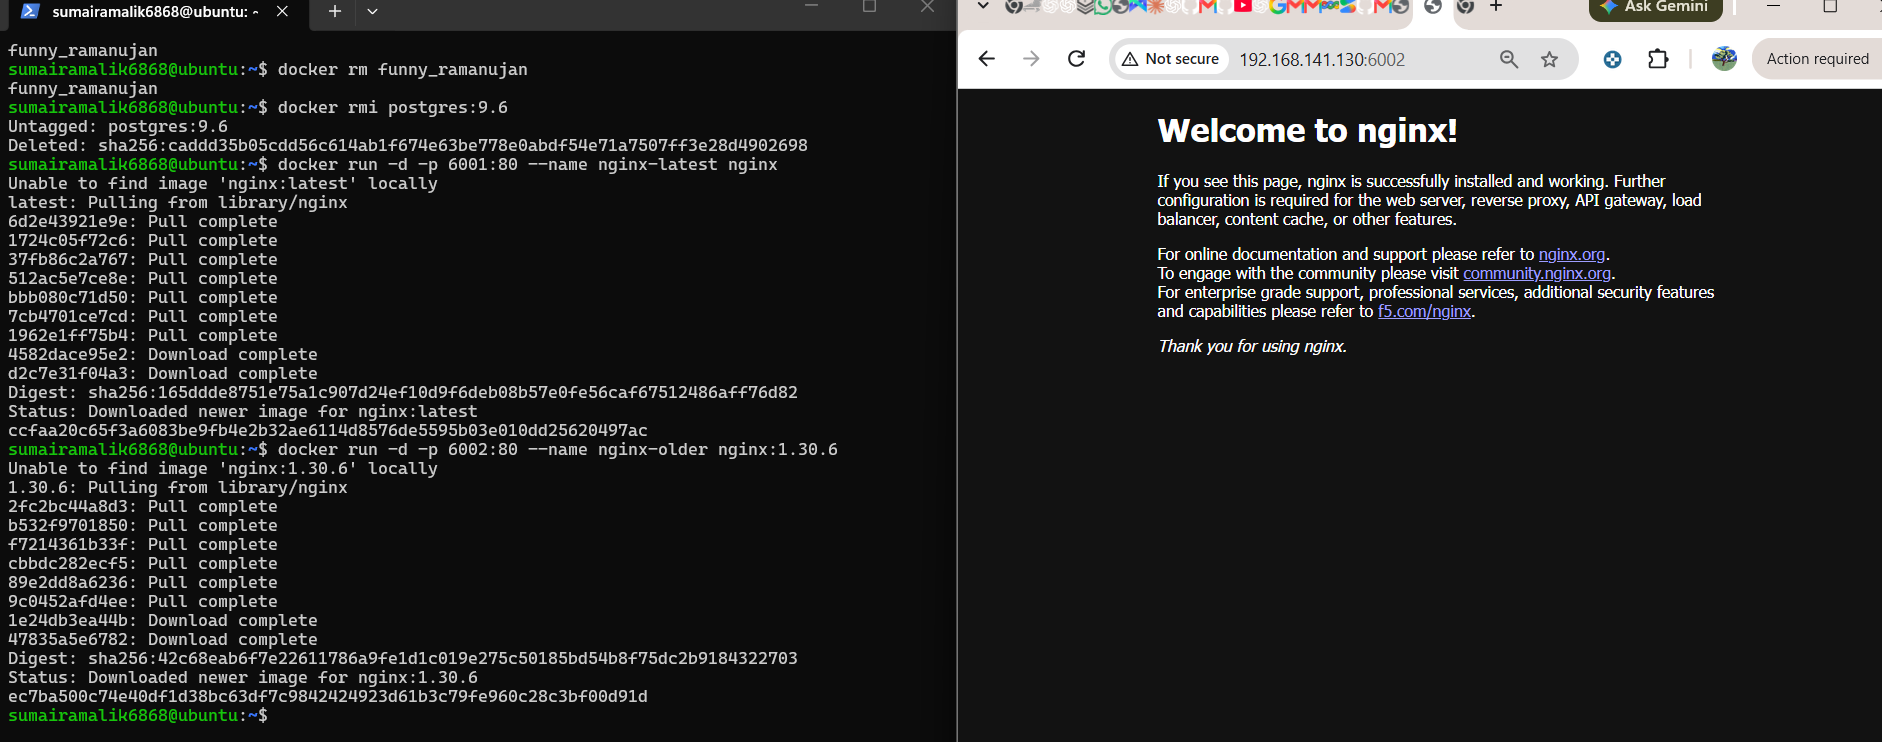 sumairamalik6868@ubuntu: ~
funny_ramanujan
sumairamalik6868@ubuntu:~$ docker rm funny_ramanujan
funny_ramanujan
sumairamalik6868@ubuntu:~$ docker rmi postgres:9.6
Untagged: postgres:9.6
Deleted: sha256:caddd35b05cdd56c614ab1f674e63be778e0abdf54e71a7507ff3e28d4902698
sumairamalik6868@ubuntu:~$ docker run -d -p 6001:80 --name nginx-latest nginx
Unable to find image 'nginx:latest' locally
latest: Pulling from library/nginx
6d2e43921e9e: Pull complete
1724c05f72c6: Pull complete
37fb86c2a767: Pull complete
512ac5e7ce8e: Pull complete
bbb080c71d50: Pull complete
7cb4701ce7cd: Pull complete
1962e1ff75b4: Pull complete
4582dace95e2: Download complete
d2c7e31f04a3: Download complete
Digest: sha256:165ddde8751e75a1c907d24ef10d9f6deb08b57e0fe56caf67512486aff76d82
Status: Downloaded newer image for nginx:latest
ccfaa20c65f3a6083be9fb4e2b32ae6114d8576de5595b03e010dd25620497ac
sumairamalik6868@ubuntu:~$ docker run -d -p 6002:80 --name nginx-older nginx:1.30.6
Unable to find image 'nginx:1.30.6' locally
1.30.6: Pulling from library/nginx
2fc2bc44a8d3: Pull complete
b532f9701850: Pull complete
f7214361b33f: Pull complete
cbbdc282ecf5: Pull complete
89e2dd8a6236: Pull complete
9c0452afd4ee: Pull complete
1e24db3ea44b: Download complete
47835a5e6782: Download complete
Digest: sha256:42c68eab6f7e22611786a9fe1d1c019e275c50185bd54b8f75dc2b9184322703
Status: Downloaded newer image for nginx:1.30.6
ec7ba500c74e40df1d38bc63df7c9842424923d61b3c79fe960c28c3bf00d91d
sumairamalik6868@ubuntu:~$
Ask Gemini
Not secure
192.168.141.130:6002
Action required
Welcome to nginx!
If you see this page, nginx is successfully installed and working. Further
configuration is required for the web server, reverse proxy, API gateway, load
balancer, content cache, or other features.
For online documentation and support please refer to nginx.org.
To engage with the community please visit community.nginx.org.
For enterprise grade support, professional services, additional security features
and capabilities please refer to f5.com/nginx.
Thank you for using nginx.